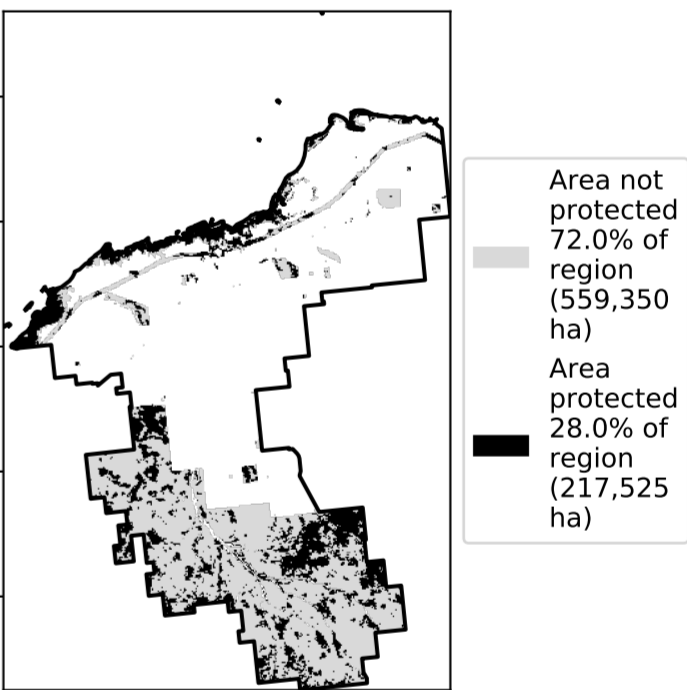 Area not
protected
72.0% of
region
(559,350
ha)
Area
protected
28.0% of
region
(217,525
ha)